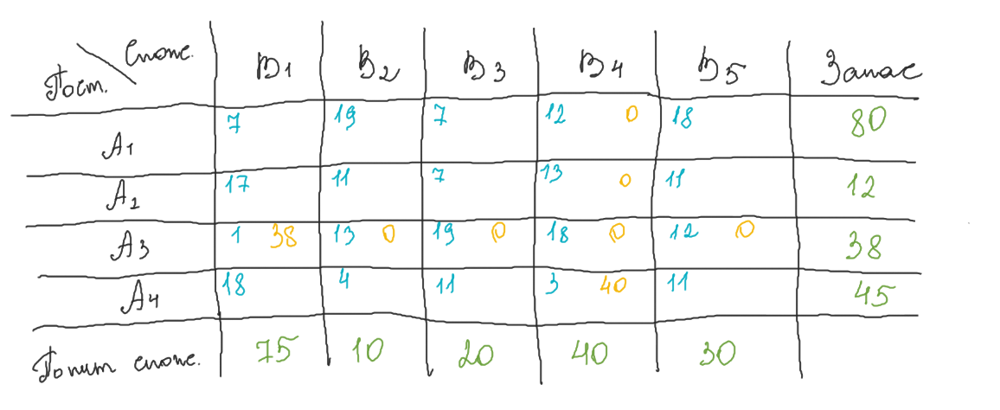 Пост. Спож. B1 B2 B3 B4 B5 Запас
A1 7 19 7 12 0 18 80
A2 17 11 7 13 0 11 12
A3 1 38 13 0 19 0 18 0 12 0 38
A4 18 4 11 3 40 11 45
Попит спож. 75 10 20 40 30